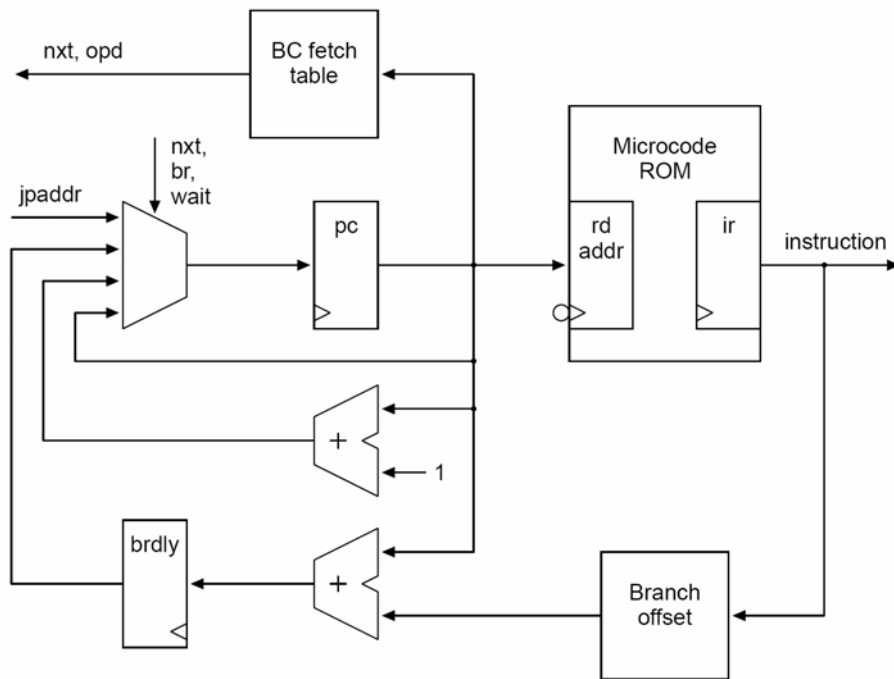 BC fetch
table
nxt, opd
nxt,
br,
wait
jpaddr
pc
Microcode
ROM
rd
addr
ir
instruction
+
1
brdly
+
Branch
offset